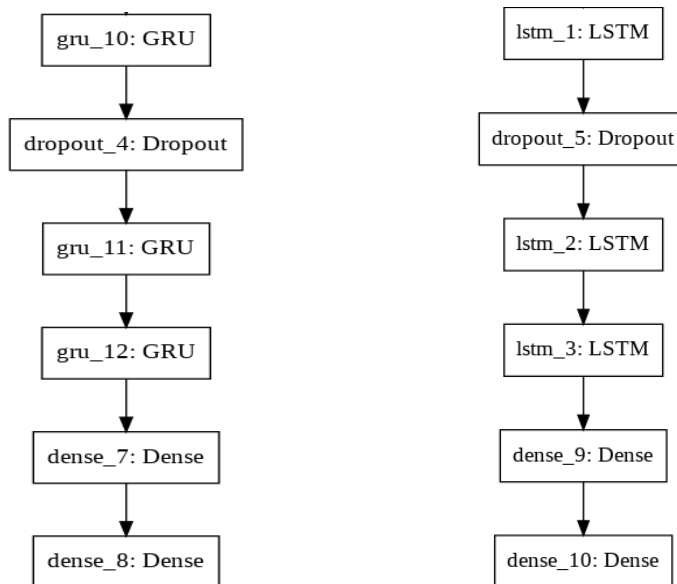 gru_10: GRU
dropout_4: Dropout
gru_11: GRU
gru_12: GRU
dense_7: Dense
dense_8: Dense
lstm_1: LSTM
dropout_5: Dropout
lstm_2: LSTM
lstm_3: LSTM
dense_9: Dense
dense_10: Dense